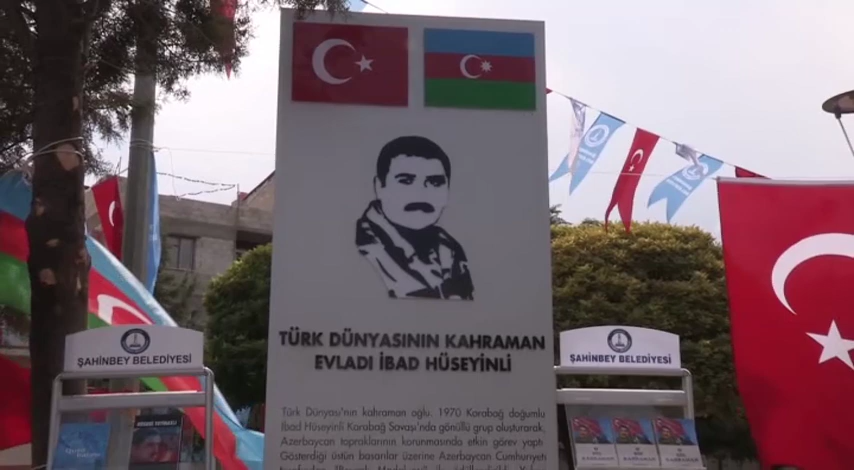 TÜRK DÜNYASININ KAHRAMAN
EVLADI İBAD HÜSEYİNLİ
ŞAHİNBEY BELEDİYESİ
ŞAHİNBEY BELEDİYESİ
Türk Dünyası'nın kahraman oğlu. 1970 Karabağ doğumlu
İbad Hüseyinli Karabağ Savaşı'nda gönüllü grup oluşturarak,
Azerbaycan topraklarının korunmasında etkin görev yaptı.
Gösterdiği üstün başarılar üzerine Azerbaycan Cumhuriyeti